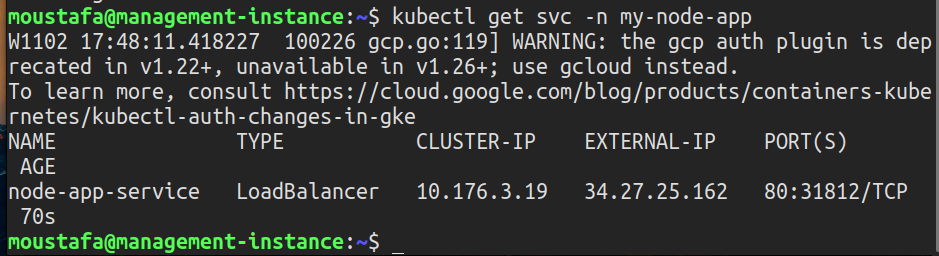 moustafa@management-instance:~$ kubectl get svc -n my-node-app
W1102 17:48:11.418227  100226 gcp.go:119] WARNING: the gcp auth plugin is dep
recated in v1.22+, unavailable in v1.26+; use gcloud instead.
To learn more, consult https://cloud.google.com/blog/products/containers-kube
rnetes/kubectl-auth-changes-in-gke
NAME               TYPE           CLUSTER-IP    EXTERNAL-IP    PORT(S)
 AGE
node-app-service   LoadBalancer   10.176.3.19   34.27.25.162   80:31812/TCP
 70s
moustafa@management-instance:~$ _